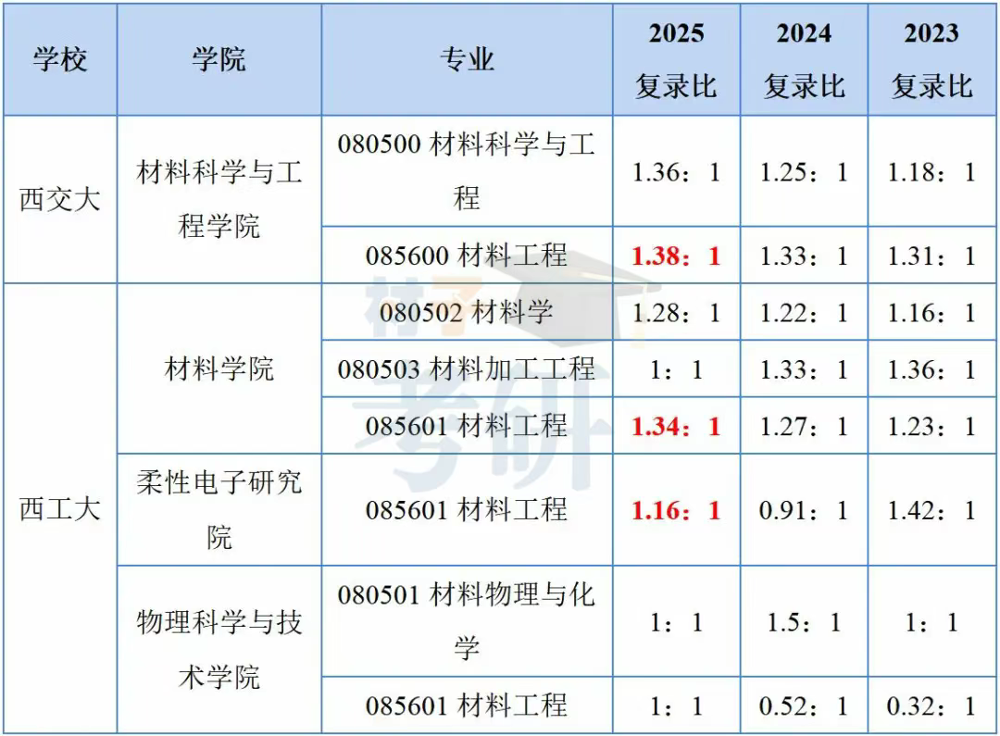 学校 学院 专业 2025 2024 2023
复录比 复录比 复录比
西交大 材料科学与工
程学院 080500 材料科学与工
程 1.36：1 1.25：1 1.18：1
085600 材料工程 1.38：1 1.33：1 1.31：1
西工大 材料学院 080502 材料学 1.28：1 1.22：1 1.16：1
080503 材料加工工程 1：1 1.33：1 1.36：1
085601 材料工程 1.34：1 1.27：1 1.23：1
柔性电子研究
院 085601 材料工程 1.16：1 0.91：1 1.42：1
物理科学与技
术学院 080501 材料物理与化
学 1：1 1.5：1 1：1
085601 材料工程 1：1 0.52：1 0.32：1
材子
考研